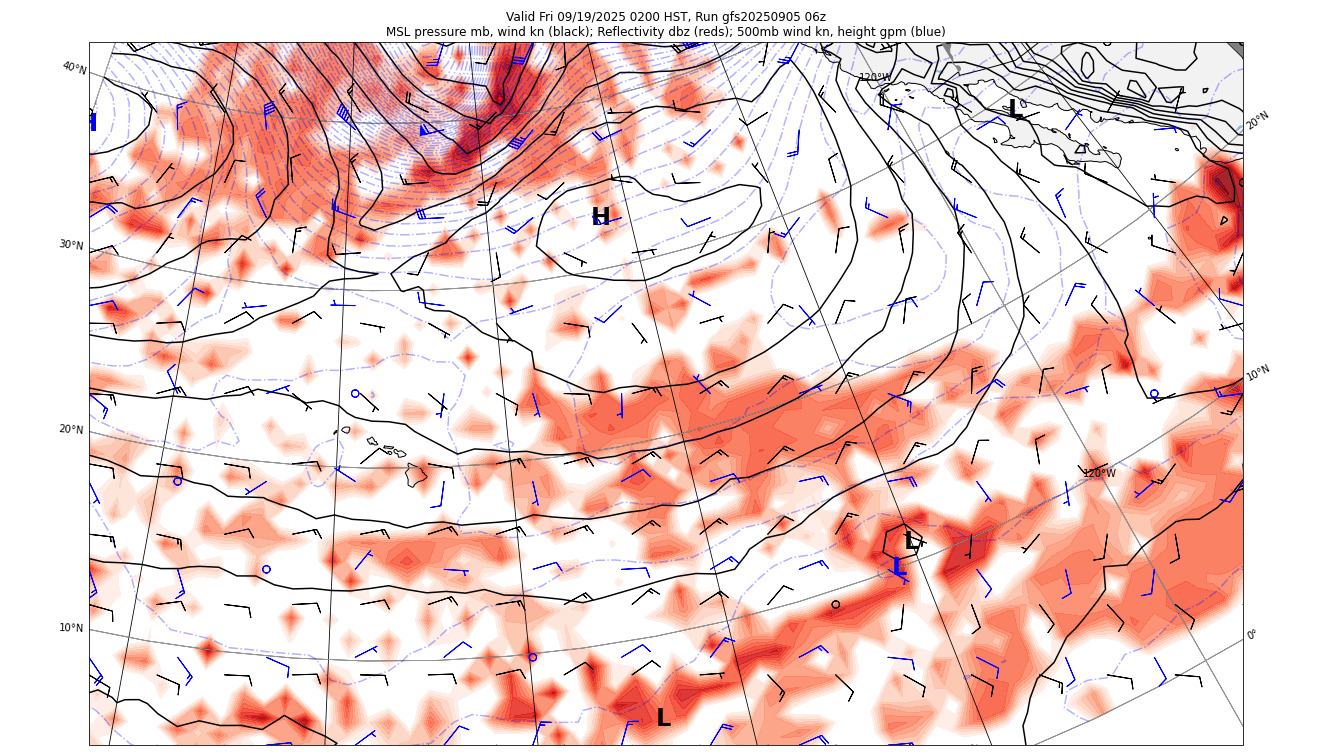 Valid Fri 09/19/2025 0200 HST, Run gfs20250905 06z
MSL pressure mb, wind kn (black); Reflectivity dbz (reds); 500mb wind kn, height gpm (blue)
40°N
120°W
L
20°N
H
30°N
10°N
20°N
120°W
L
L
10°N
0°
L